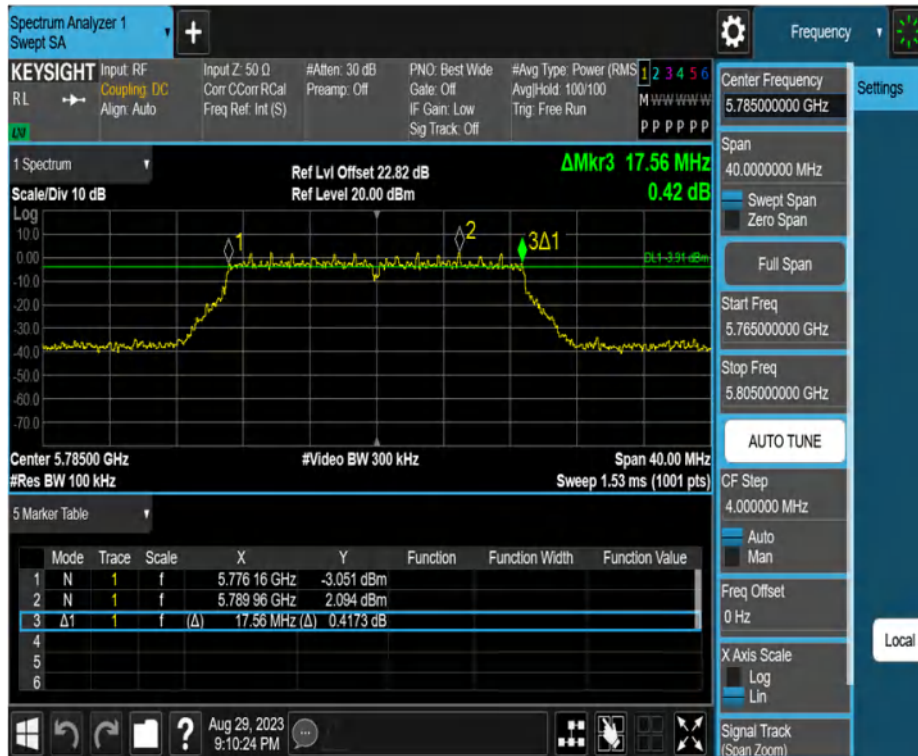 Spectrum Analyzer 1
Swept SA
Frequency
KEYSIGHT
RL
Input: RF
Coupling: DC
Align: Auto
Input Z: 50 Ω
Corr CCorr RCal
Freq Ref: Int (S)
#Atten: 30 dB
Preamp: Off
PNO: Best Wide
Gate: Off
IF Gain: Low
Sig Track: Off
#Avg Type: Power (RMS
Avg|Hold: 100/100
Trig: Free Run
1 2 3 4 5 6
M W W W W W
P P P P P P
1 Spectrum
Scale/Div 10 dB
Ref Lvl Offset 22.82 dB
Ref Level 20.00 dBm
ΔMkr3 17.56 MHz
0.42 dB
Log
10.0
0.00
-10.0
-20.0
-30.0
-40.0
-50.0
-60.0
-70.0
1
2
3Δ1
DL1 -3.91 dBm
Center 5.78500 GHz
#Res BW 100 kHz
#Video BW 300 kHz
Span 40.00 MHz
Sweep 1.53 ms (1001 pts)
5 Marker Table
Mode Trace Scale X Y Function Function Width Function Value
1 N 1 f 5.776 16 GHz -3.051 dBm
2 N 1 f 5.789 96 GHz 2.094 dBm
3 Δ1 1 f (Δ) 17.56 MHz (Δ) 0.4173 dB
4
5
6
Aug 29, 2023
9:10:24 PM
Center Frequency
5.785000000 GHz
Settings
Span
40.0000000 MHz
Swept Span
Zero Span
Full Span
Start Freq
5.765000000 GHz
Stop Freq
5.805000000 GHz
AUTO TUNE
CF Step
4.000000 MHz
Auto
Man
Freq Offset
0 Hz
X Axis Scale
Log
Lin
Local
Signal Track
(Span Zoom)